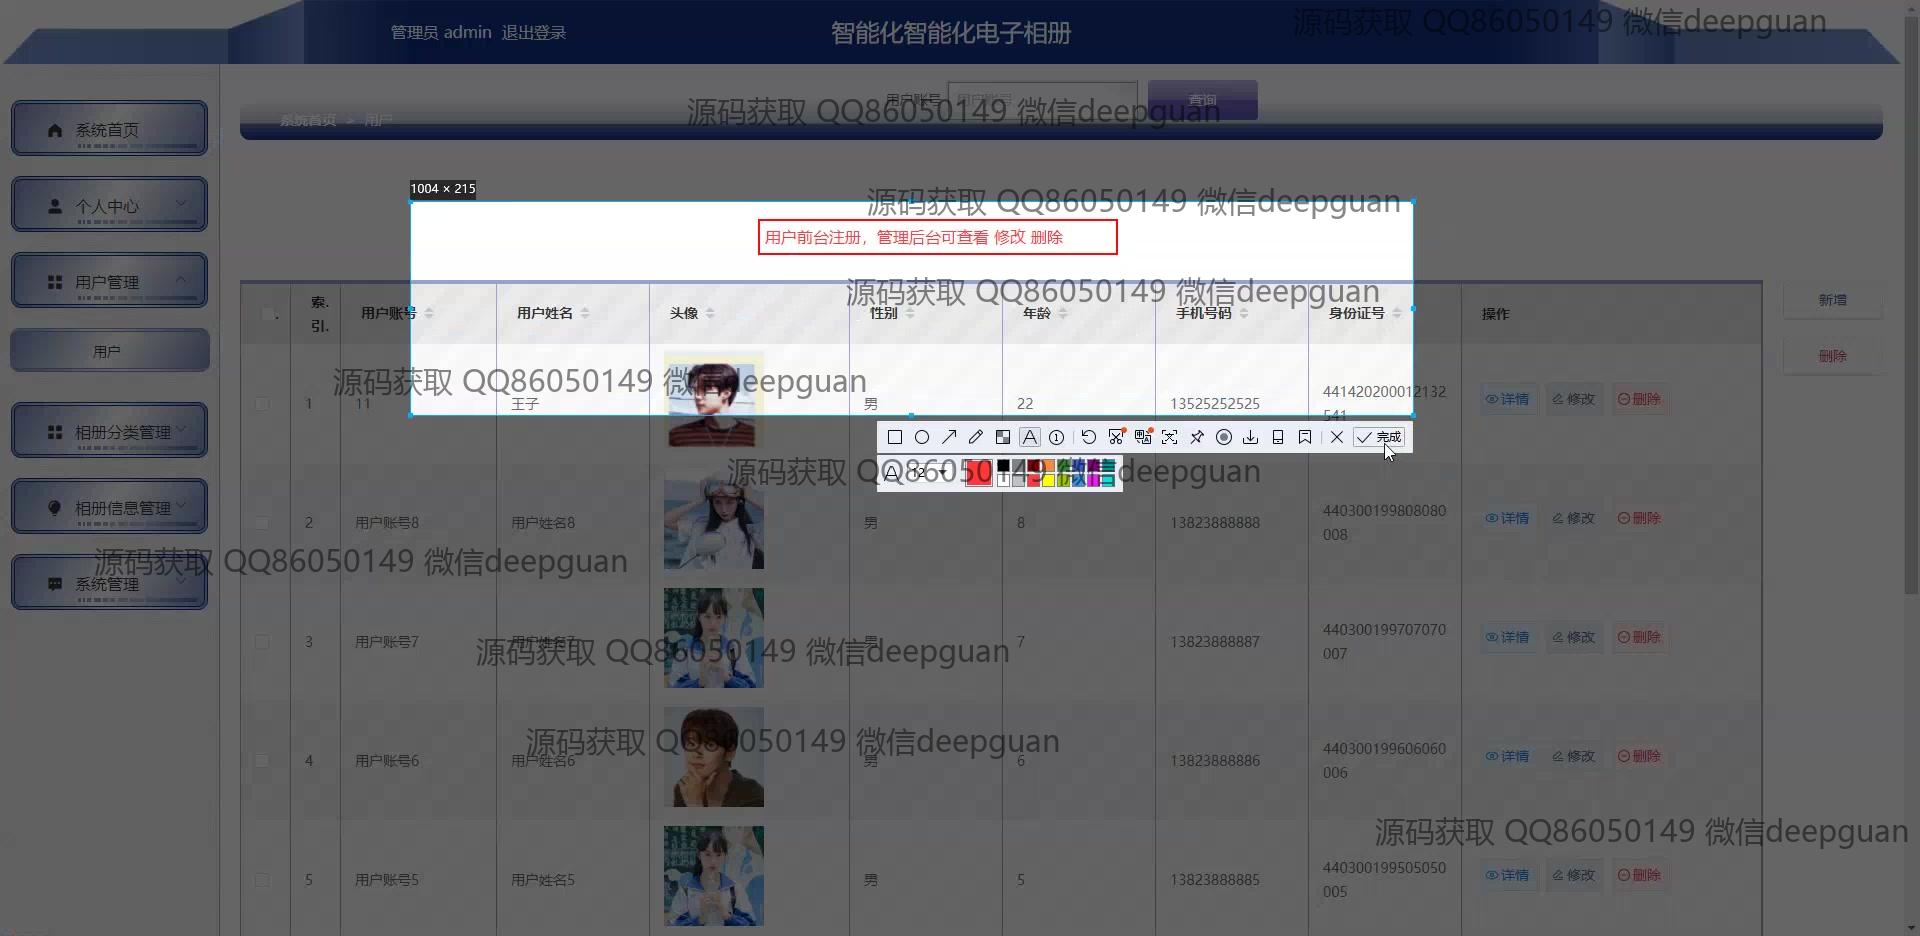 管理员 admin 退出登录
智能化智能化电子相册
源码获取 QQ86050149 微信deepguan
用户账号
用户账号
查询
源码获取 QQ86050149 微信deepguan
系统首页 > 用户
系统首页
个人中心
用户管理
用户
相册分类管理
相册信息管理
系统管理
1004 × 215
源码获取 QQ86050149 微信deepguan
用户前台注册，管理后台可查看 修改 删除
源码获取 QQ86050149 微信deepguan
索引
用户账号
用户姓名
头像
性别
年龄
手机号码
身份证号
操作
新增
删除
源码获取 QQ86050149 微信deepguan
1
11
王子
男
22
13525252525
441420200012132
541
详情
修改
删除
完成
12
源码获取 QQ86050149 微信deepguan
2
用户账号8
用户姓名8
男
8
13823888888
440300199808080
008
详情
修改
删除
源码获取 QQ86050149 微信deepguan
3
用户账号7
用户姓名7
男
7
13823888887
440300199707070
007
详情
修改
删除
源码获取 QQ86050149 微信deepguan
源码获取 QQ86050149 微信deepguan
4
用户账号6
用户姓名6
男
6
13823888886
440300199606060
006
详情
修改
删除
源码获取 QQ86050149 微信deepguan
5
用户账号5
用户姓名5
男
5
13823888885
440300199505050
005
详情
修改
删除